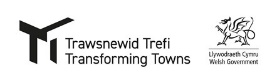 Trawsnewid Trefi
Transforming Towns
Llywodraeth Cymru
Welsh Government